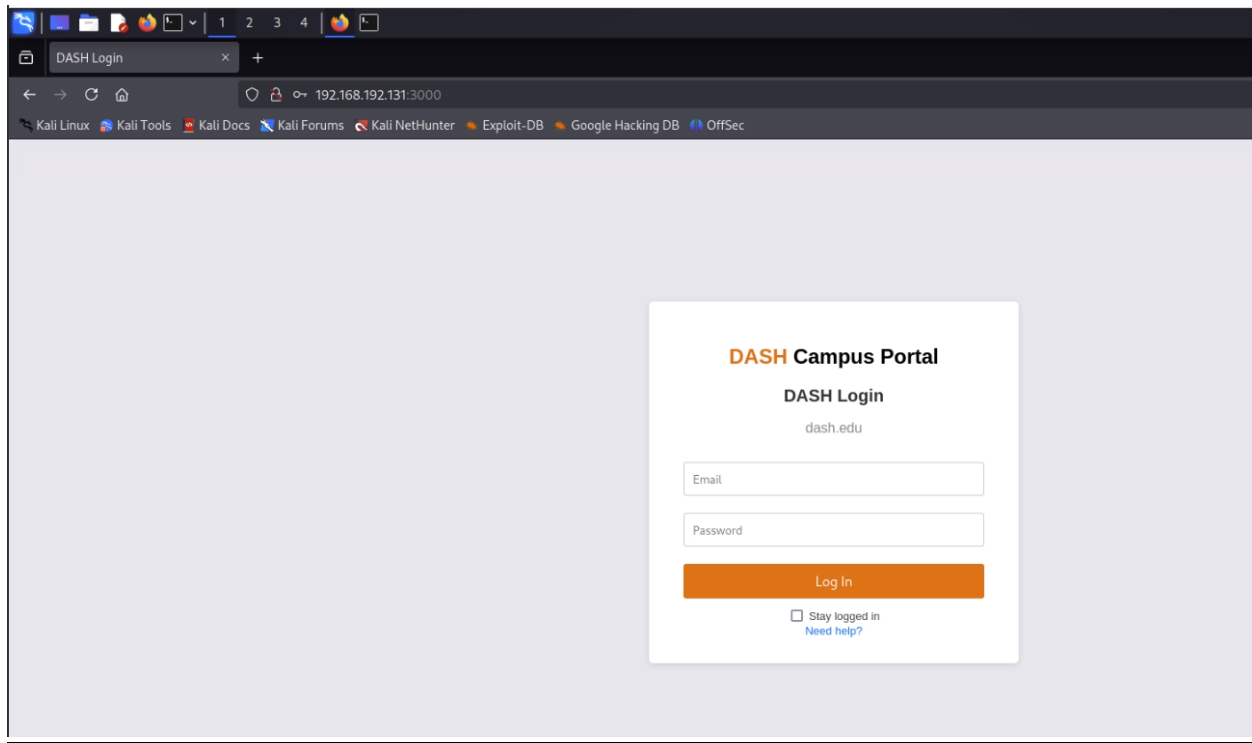 1 2 3 4
DASH Login
192.168.192.131:3000
Kali Linux Kali Tools Kali Docs Kali Forums Kali NetHunter Exploit-DB Google Hacking DB OffSec
DASH Campus Portal
DASH Login
dash.edu
Email
Password
Log In
Stay logged in
Need help?